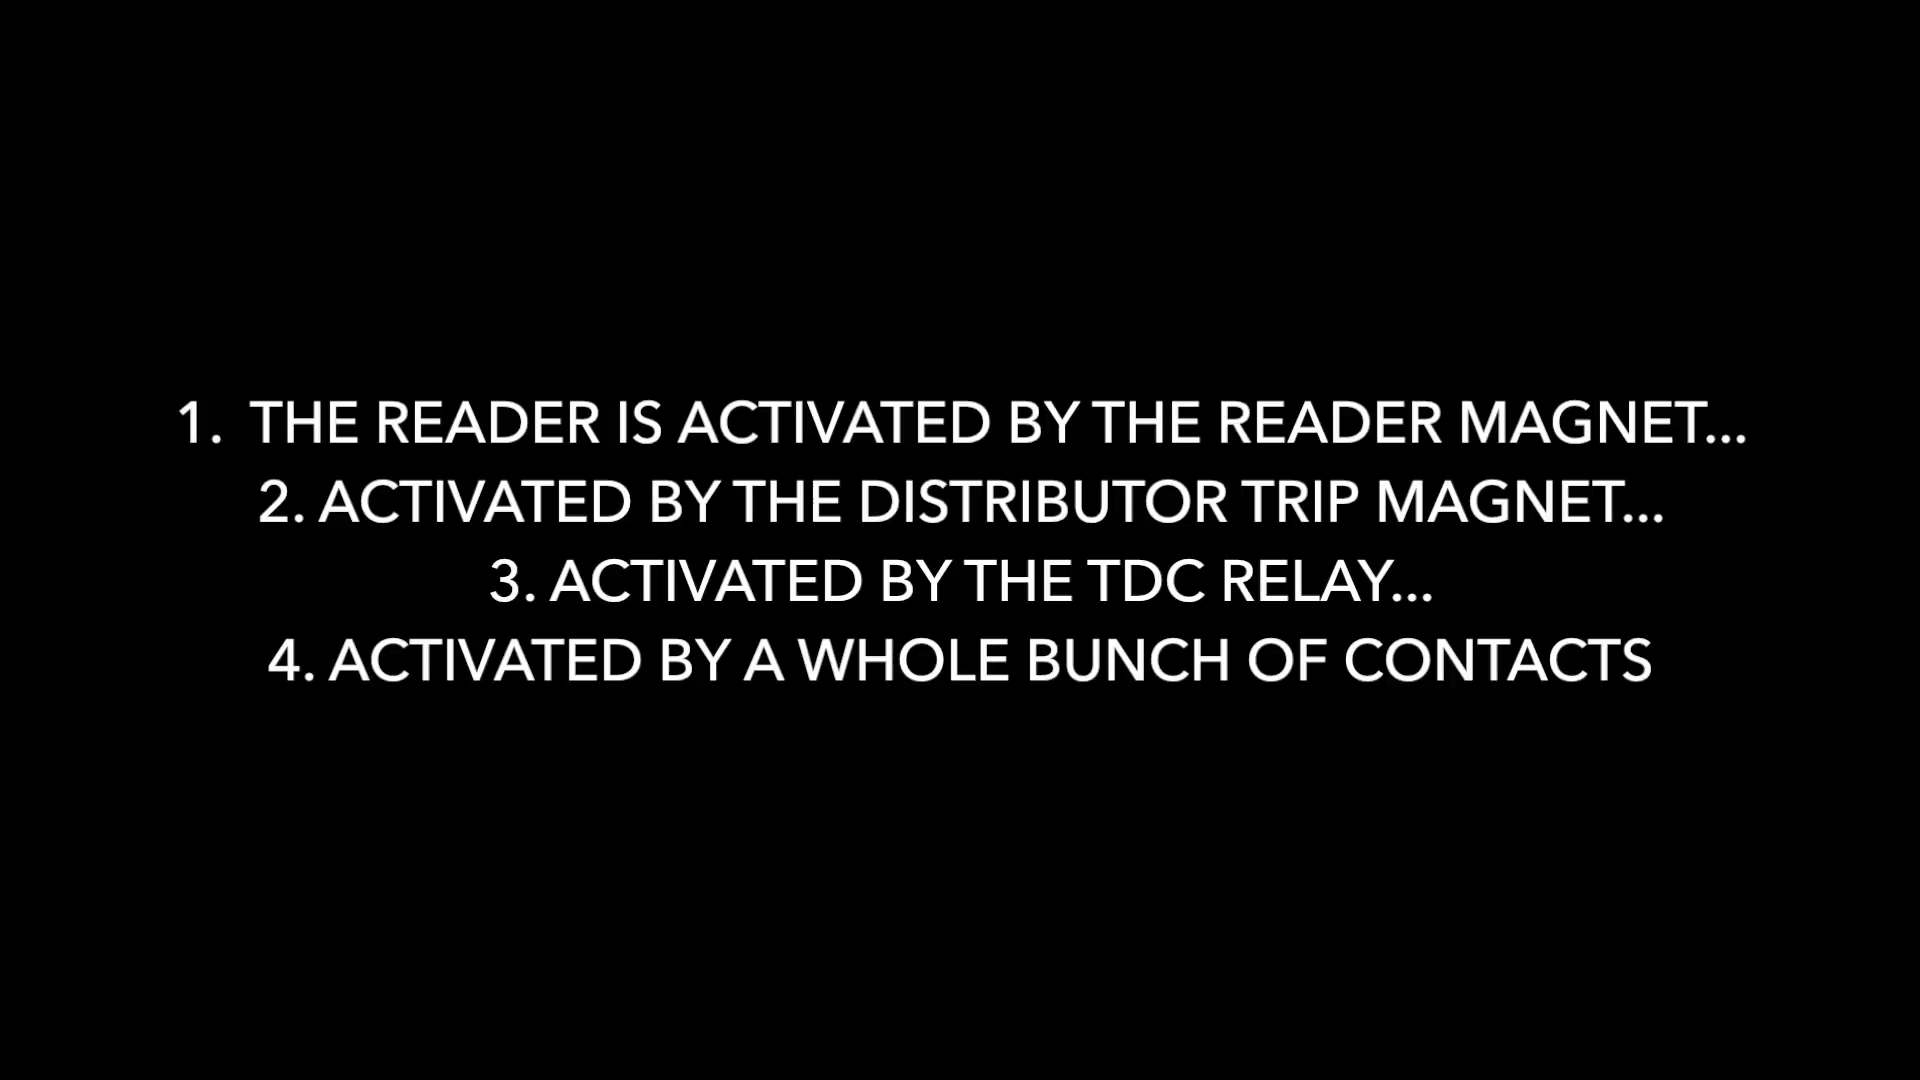 1. THE READER IS ACTIVATED BY THE READER MAGNET...
2. ACTIVATED BY THE DISTRIBUTOR TRIP MAGNET...
3. ACTIVATED BY THE TDC RELAY...
4. ACTIVATED BY A WHOLE BUNCH OF CONTACTS